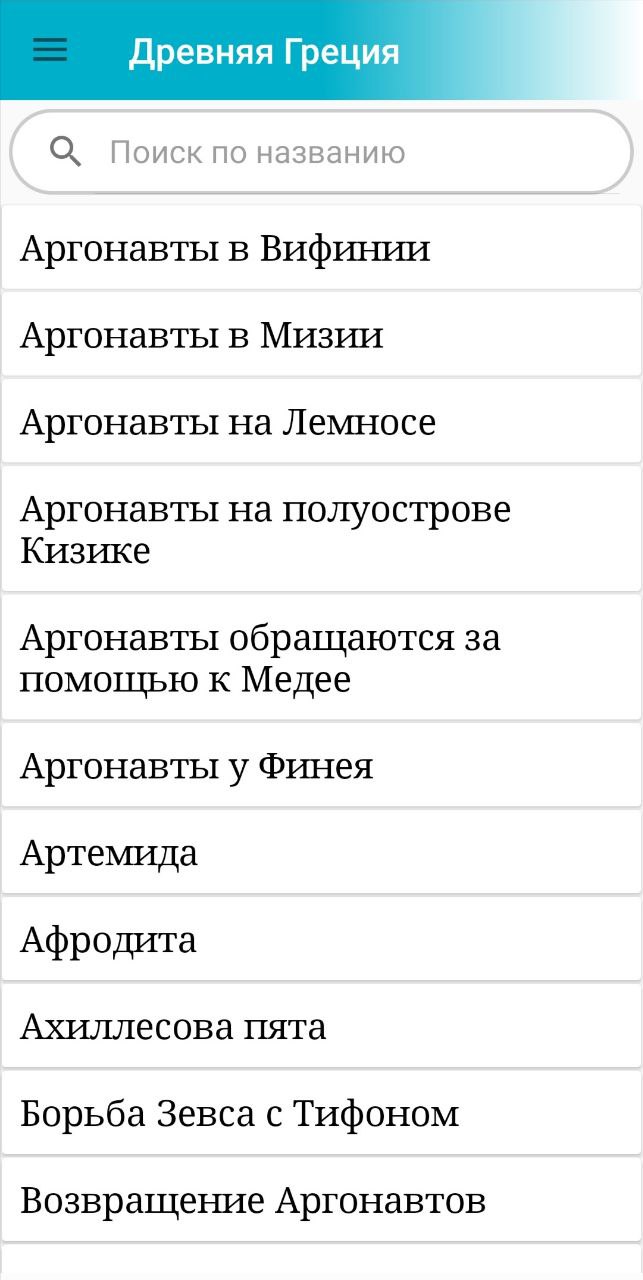 Древняя Греция
Поиск по названию
Аргонавты в Вифинии
Аргонавты в Мизии
Аргонавты на Лемносе
Аргонавты на полуострове
Кизике
Аргонавты обращаются за
помощью к Медее
Аргонавты у Финея
Артемида
Афродита
Ахиллесова пята
Борьба Зевса с Тифоном
Возвращение Аргонавтов